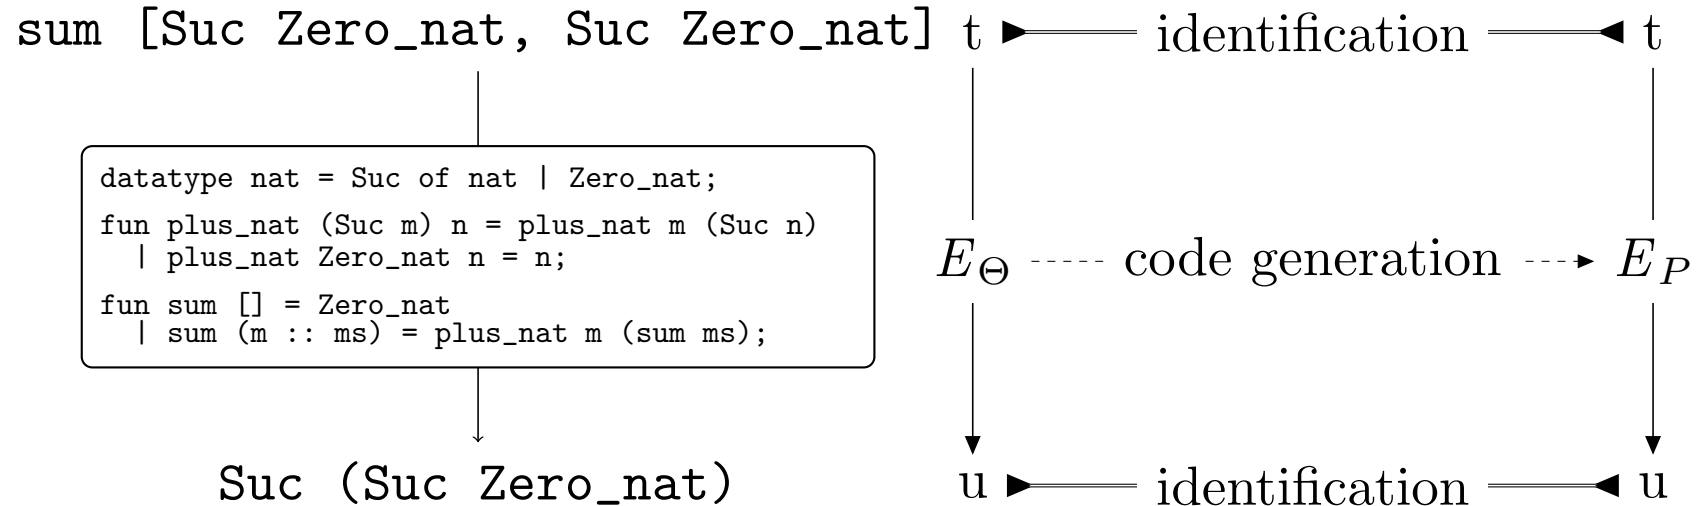 sum [Suc Zero_nat, Suc Zero_nat]
datatype nat = Suc of nat | Zero_nat;
fun plus_nat (Suc m) n = plus_nat m (Suc n)
  | plus_nat Zero_nat n = n;
fun sum [] = Zero_nat
  | sum (m :: ms) = plus_nat m (sum ms);
Suc (Suc Zero_nat)
t identification t
E_Θ code generation E_P
u identification u